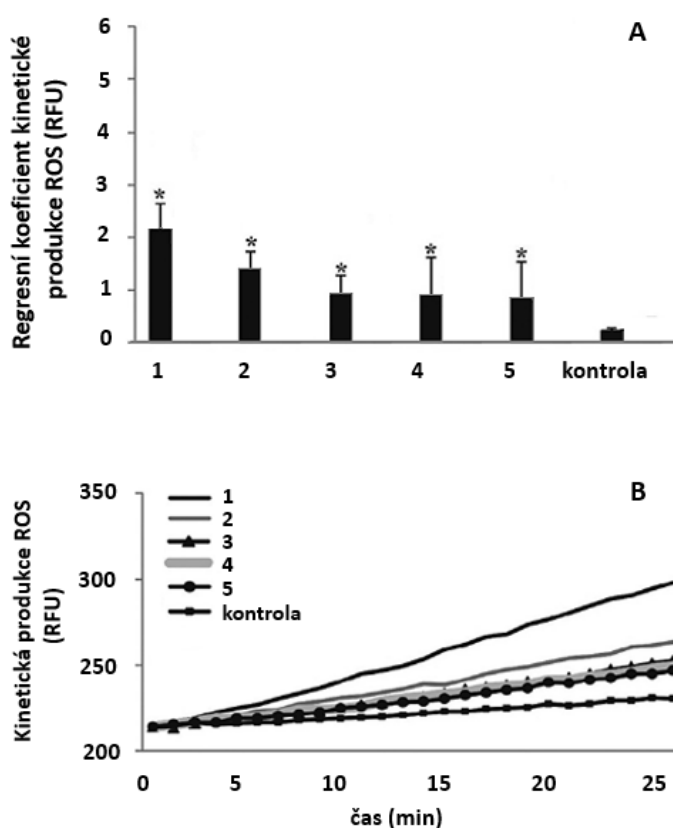 A
Regresní koeficient kinetické
produkce ROS (RFU)
6
5
4
3
2
1
0
*
*
*
*
*
1 2 3 4 5 kontrola
B
Kinetická produkce ROS
(RFU)
350
300
250
200
1
2
3
4
5
kontrola
0 5 10 15 20 25
čas (min)